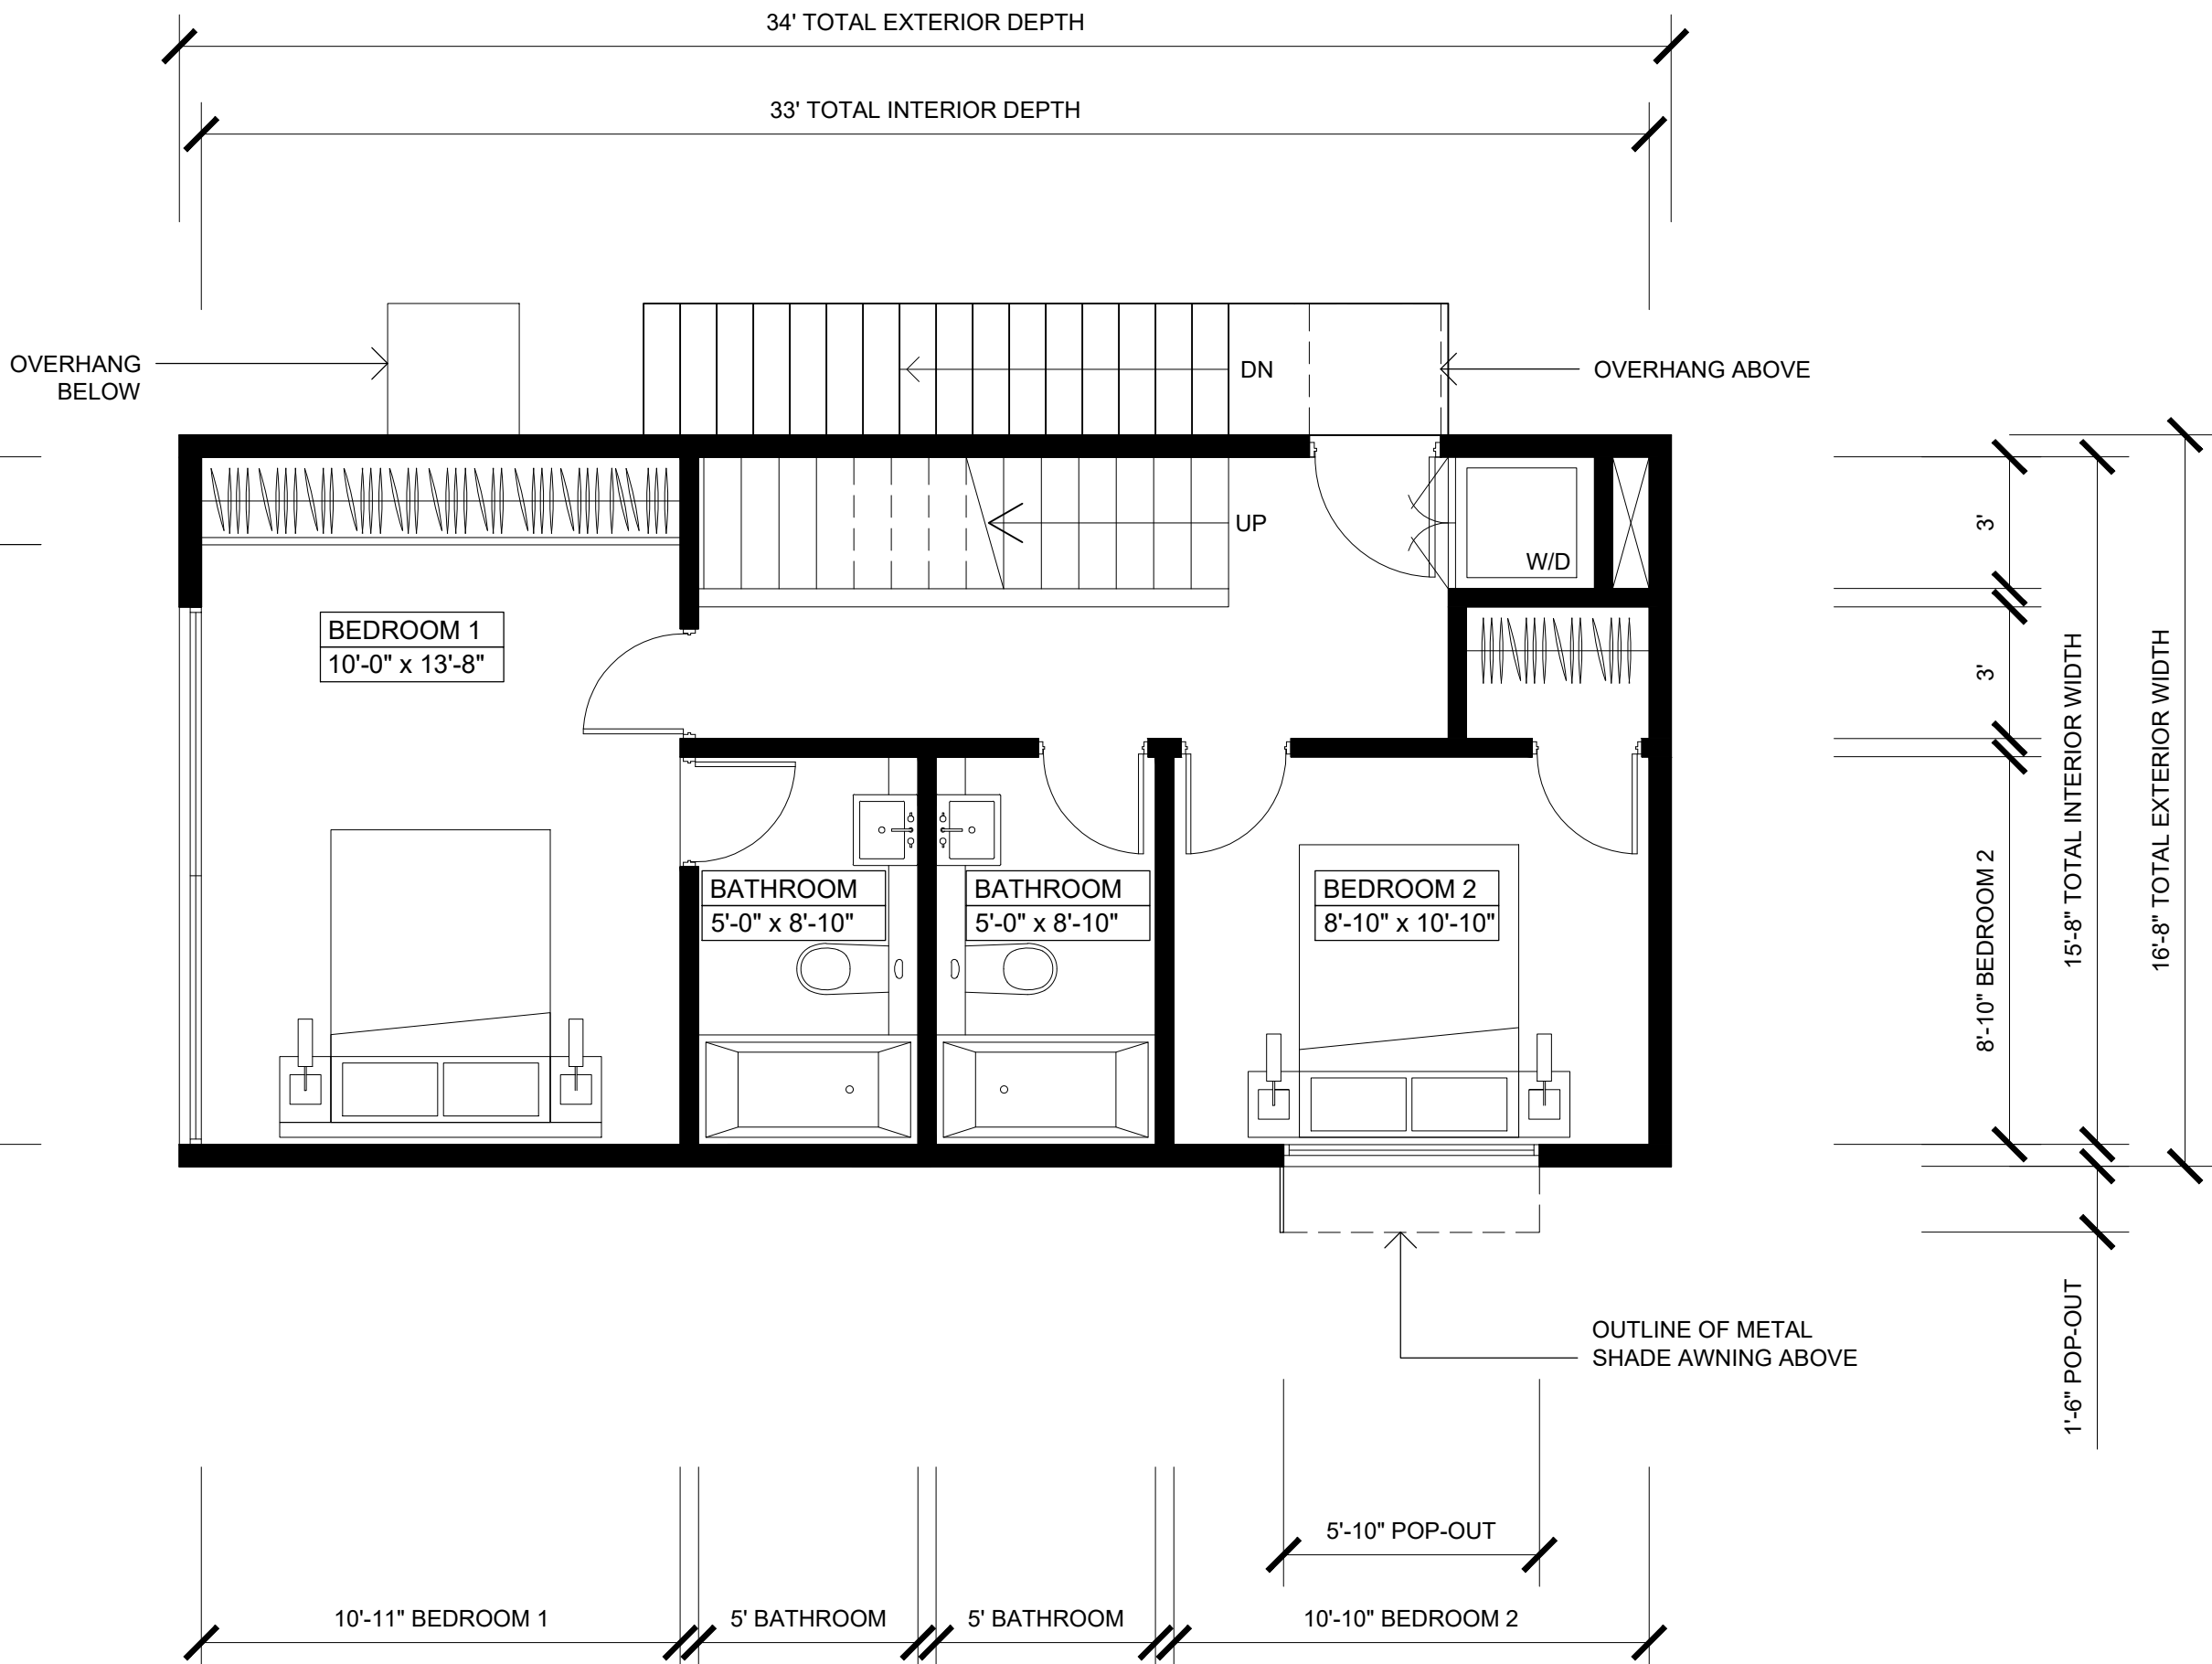 34' TOTAL EXTERIOR DEPTH
33' TOTAL INTERIOR DEPTH
OVERHANG
BELOW
DN
OVERHANG ABOVE
UP
W/D
BEDROOM 1
10'-0" x 13'-8"
BATHROOM
5'-0" x 8'-10"
BATHROOM
5'-0" x 8'-10"
BEDROOM 2
8'-10" x 10'-10"
3'
3'
8'-10" BEDROOM 2
15'-8" TOTAL INTERIOR WIDTH
16'-8" TOTAL EXTERIOR WIDTH
1'-6" POP-OUT
OUTLINE OF METAL
SHADE AWNING ABOVE
5'-10" POP-OUT
10'-11" BEDROOM 1
5' BATHROOM
5' BATHROOM
10'-10" BEDROOM 2